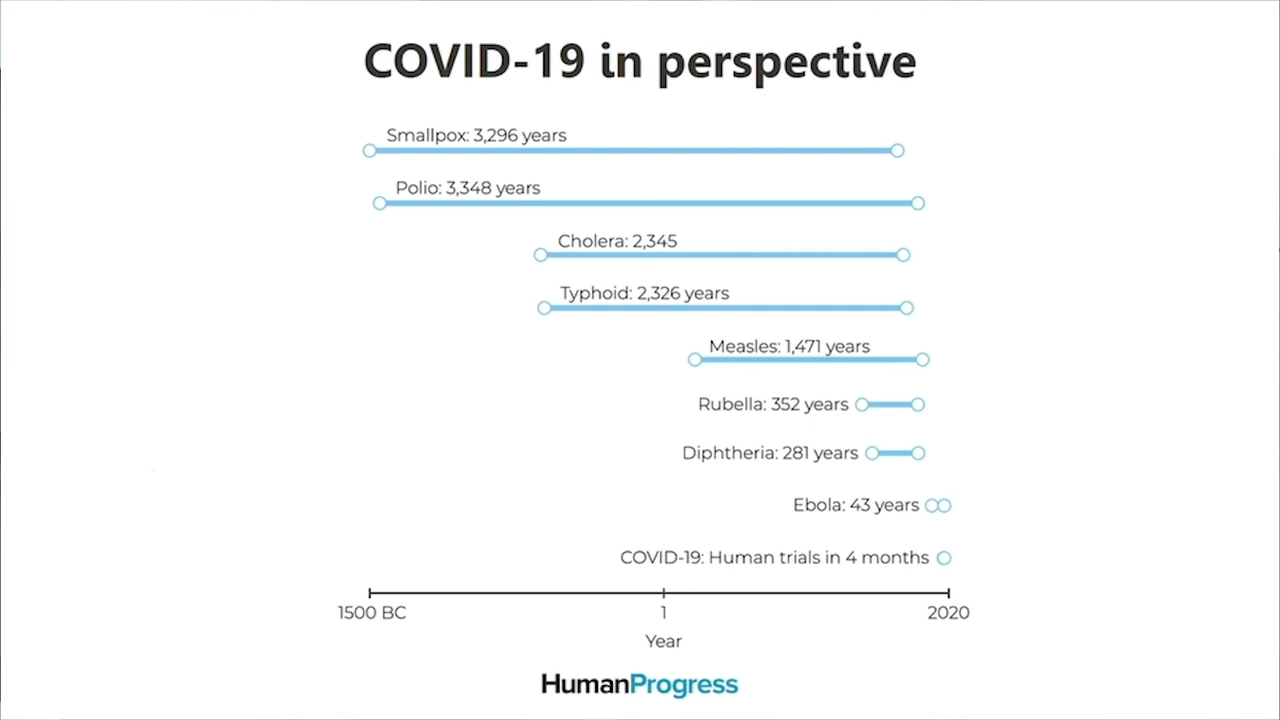 COVID-19 in perspective
Smallpox: 3,296 years
Polio: 3,348 years
Cholera: 2,345
Typhoid: 2,326 years
Measles: 1,471 years
Rubella: 352 years
Diphtheria: 281 years
Ebola: 43 years
COVID-19: Human trials in 4 months
1500 BC 1 2020
Year
HumanProgress